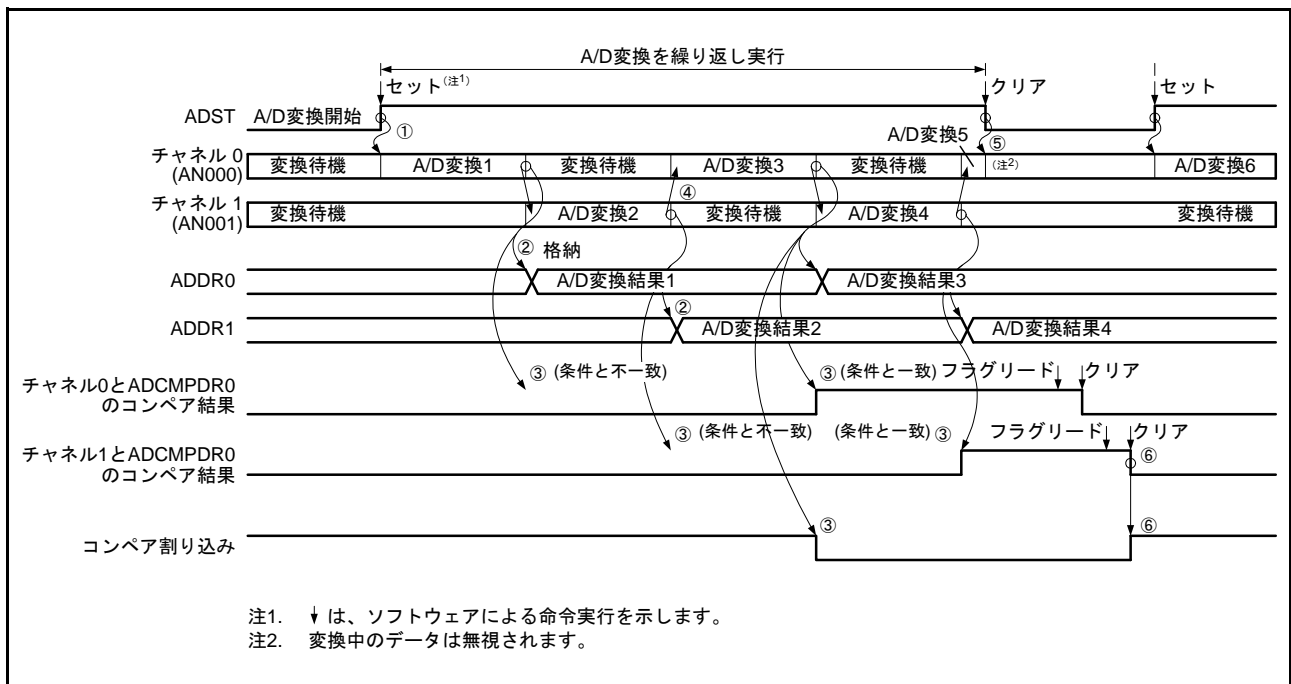 A/D変換を繰り返し実行
セット(注1)
クリア
セット
ADST
A/D変換開始
①
A/D変換5
⑤
チャネル 0
(AN000)
変換待機
A/D変換1
変換待機
A/D変換3
変換待機
(注2)
A/D変換6
④
チャネル 1
(AN001)
変換待機
A/D変換2
変換待機
A/D変換4
変換待機
② 格納
ADDR0
A/D変換結果1
A/D変換結果3
②
ADDR1
A/D変換結果2
A/D変換結果4
チャネル0とADCMPDR0
のコンペア結果
③ (条件と不一致)
③ (条件と一致)
フラグリード
クリア
チャネル1とADCMPDR0
のコンペア結果
③ (条件と不一致)
(条件と一致) ③
フラグリード
クリア
⑥
コンペア割り込み
③
⑥
注1. ↓は、ソフトウェアによる命令実行を示します。
注2. 変換中のデータは無視されます。